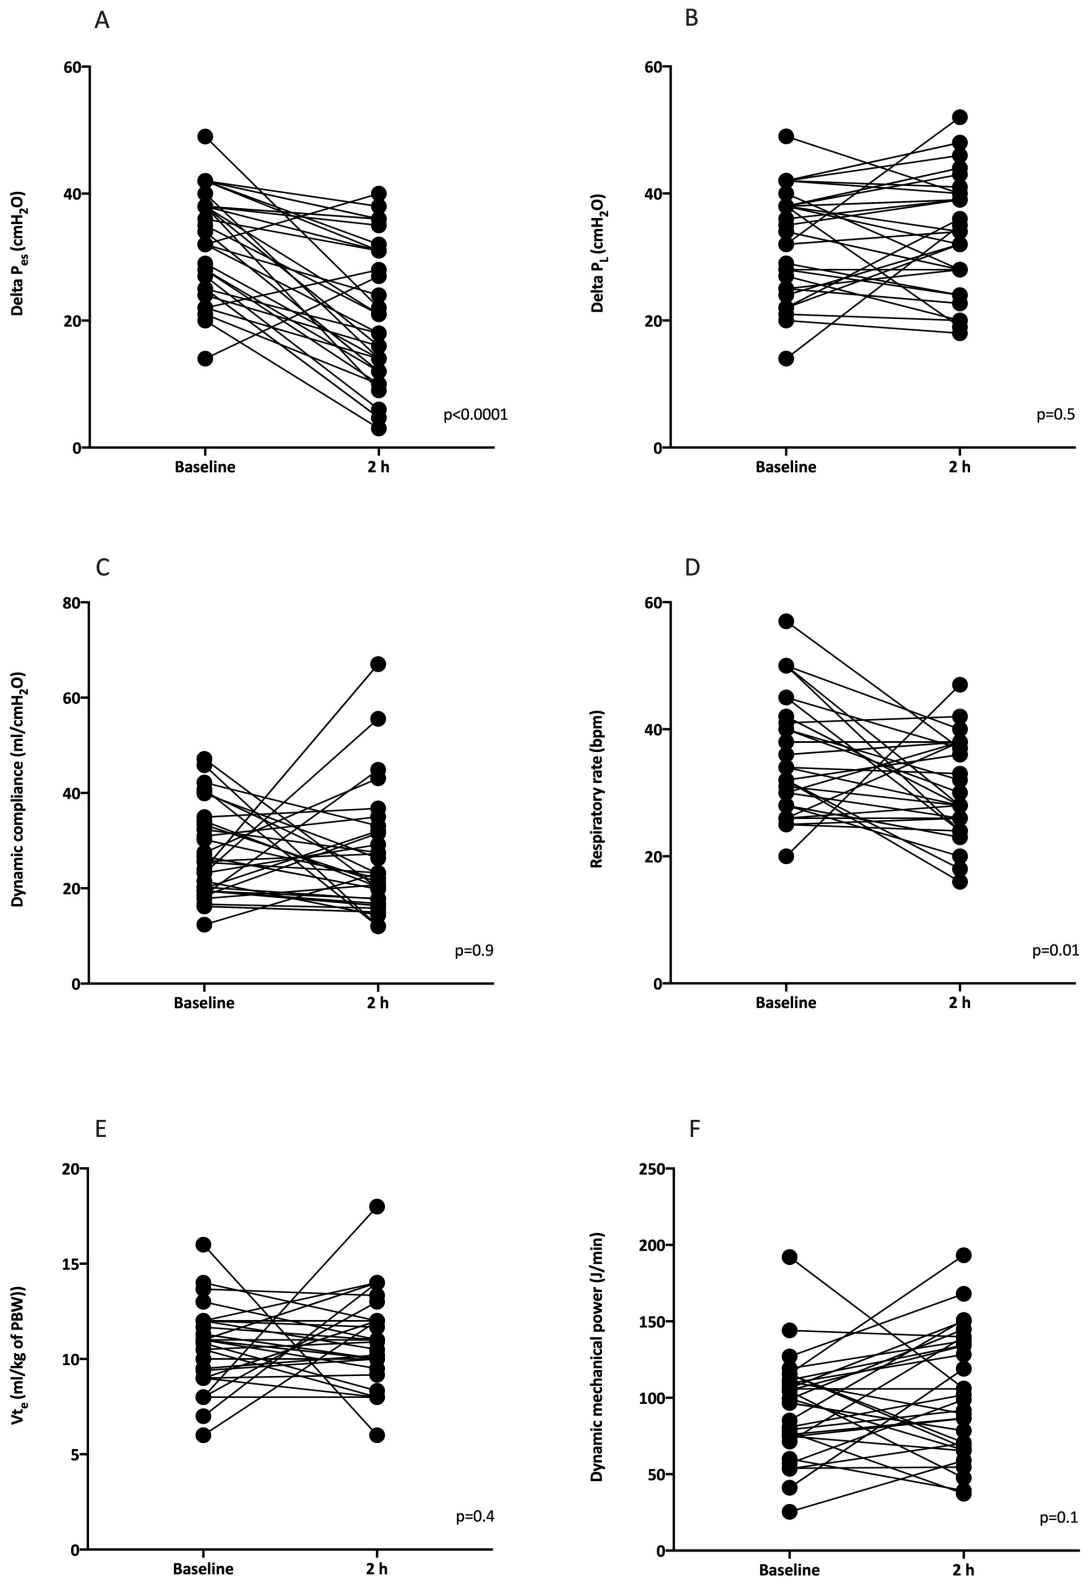 A
60
40
20
0
Delta Pes (cmH2O)
Baseline
2 h
p<0.0001
B
60
40
20
0
Delta PL (cmH2O)
Baseline
2 h
p=0.5
C
80
60
40
20
0
Dynamic compliance (ml/cmH2O)
Baseline
2 h
p=0.9
D
60
40
20
0
Respiratory rate (bpm)
Baseline
2 h
p=0.01
E
20
15
10
5
0
Vte (ml/kg of PBW))
Baseline
2 h
p=0.4
F
250
200
150
100
50
0
Dynamic mechanical power (J/min)
Baseline
2 h
p=0.1